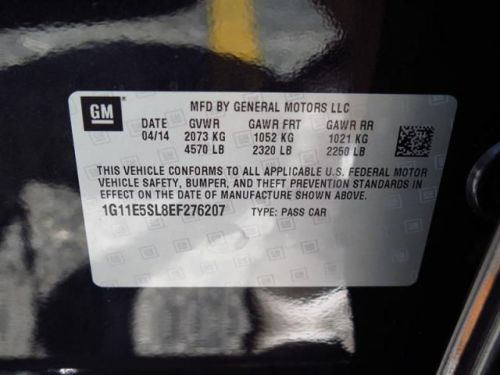 GM
MFD BY GENERAL MOTORS LLC
DATE GVWR GAWR FRT GAWR RR
04/14 2073 KG 1052 KG 1021 KG
4570 LB 2320 LB 2250 LB
THIS VEHICLE CONFORMS TO ALL APPLICABLE U.S. FEDERAL MOTOR
VEHICLE SAFETY, BUMPER, AND THEFT PREVENTION STANDARDS IN
EFFECT ON THE DATE OF MANUFACTURE SHOWN ABOVE.
1G11E5SL8EF276207 TYPE: PASS CAR